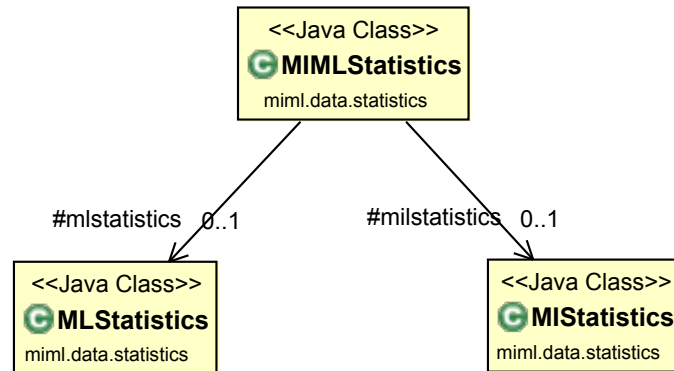 <<Java Class>>
C MIMLStatistics
miml.data.statistics
#mlstatistics 0..1
#milstatistics 0..1
<<Java Class>>
C MLStatistics
miml.data.statistics
<<Java Class>>
C MIStatistics
miml.data.statistics